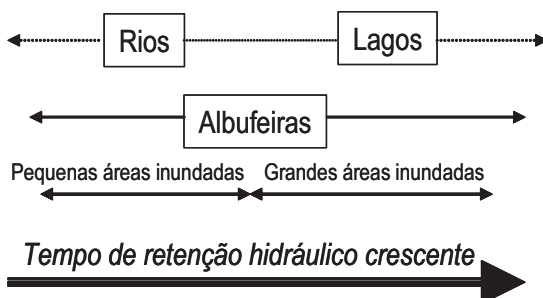 Rios Lagos
Albufeiras
Pequenas áreas inundadas Grandes áreas inundadas
Tempo de retenção hidráulico crescente